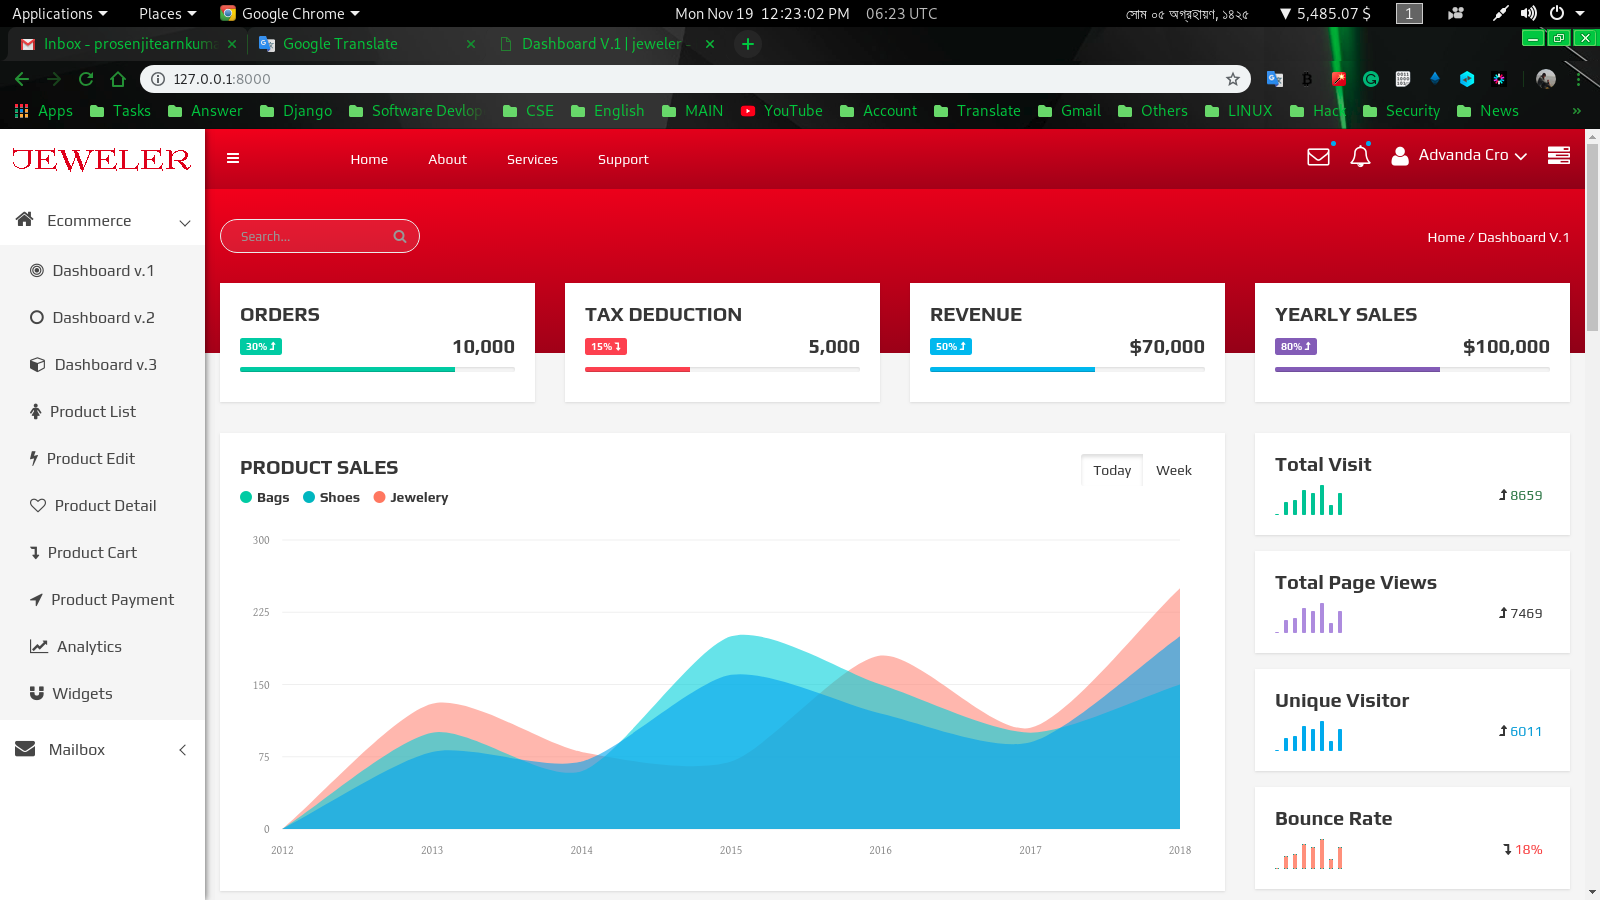 Applications Places Google Chrome Mon Nov 19 12:23:02 PM 06:23 UTC সোম ০৫ অগ্রহায়ণ, ১৪২৫ ▼ 5,485.07 $ 1
Inbox - prosenjitearnkuma Google Translate Dashboard V.1 | jeweler -
127.0.0.1:8000
Apps Tasks Answer Django Software Devlop CSE English MAIN YouTube Account Translate Gmail Others LINUX Hack Security News »
JEWELER Home About Services Support Advanda Cro
Search... Home / Dashboard V.1
Ecommerce
Dashboard v.1
Dashboard v.2
Dashboard v.3
Product List
Product Edit
Product Detail
Product Cart
Product Payment
Analytics
Widgets
Mailbox
ORDERS
30% 10,000
TAX DEDUCTION
15% 5,000
REVENUE
50% $70,000
YEARLY SALES
80% $100,000
PRODUCT SALES Today Week
Bags Shoes Jewelery
300
225
150
75
0
2012 2013 2014 2015 2016 2017 2018
Total Visit
8659
Total Page Views
7469
Unique Visitor
6011
Bounce Rate
18%